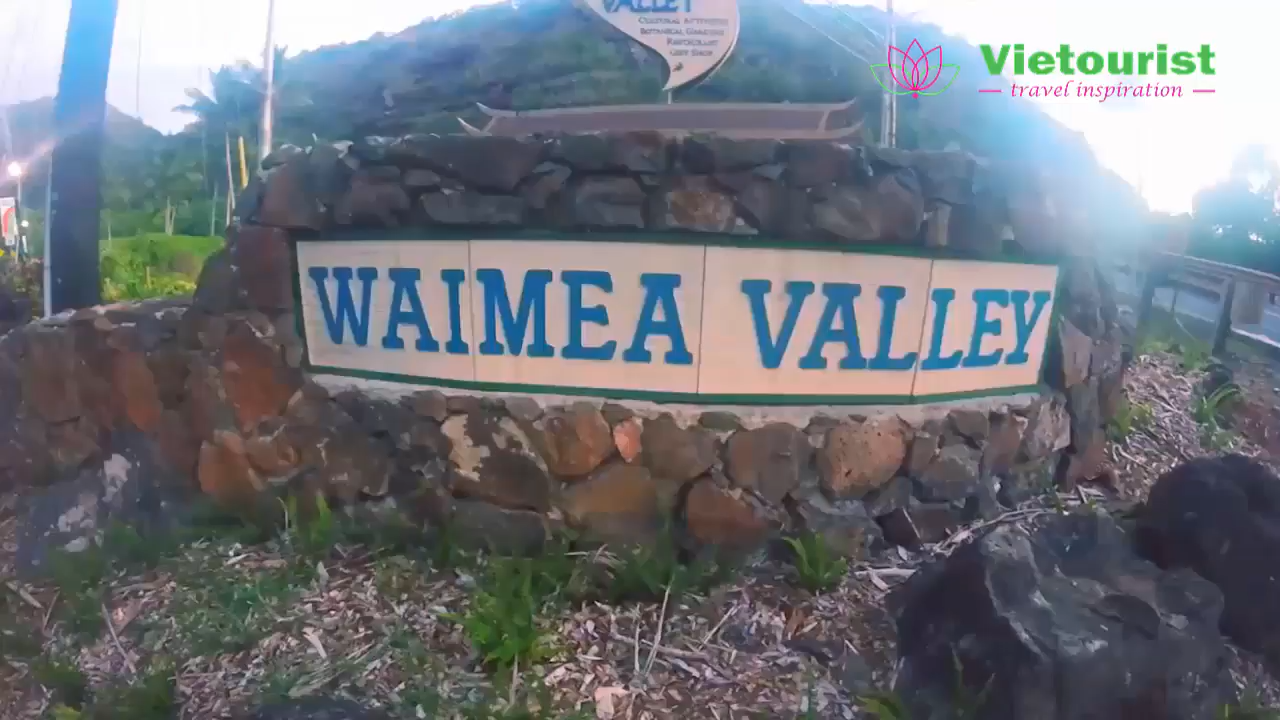 VALLEY
CULTURAL ACTIVITIES
BOTANICAL GARDENS
GIFT SHOP
Vietourist
travel inspiration
WAIMEA VALLEY